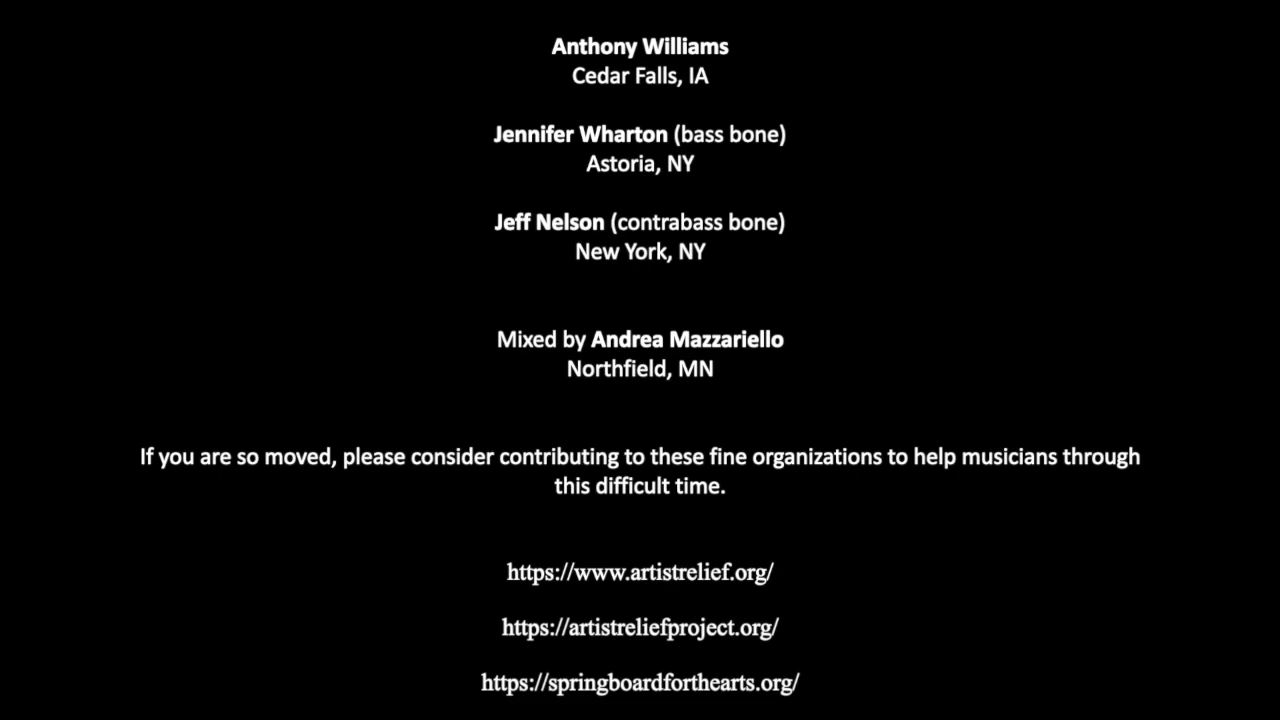 Anthony Williams
Cedar Falls, IA
Jennifer Wharton (bass bone)
Astoria, NY
Jeff Nelson (contrabass bone)
New York, NY
Mixed by Andrea Mazzariello
Northfield, MN
If you are so moved, please consider contributing to these fine organizations to help musicians through
this difficult time.
https://www.artistrelief.org/
https://artistreliefproject.org/
https://springboardforthearts.org/